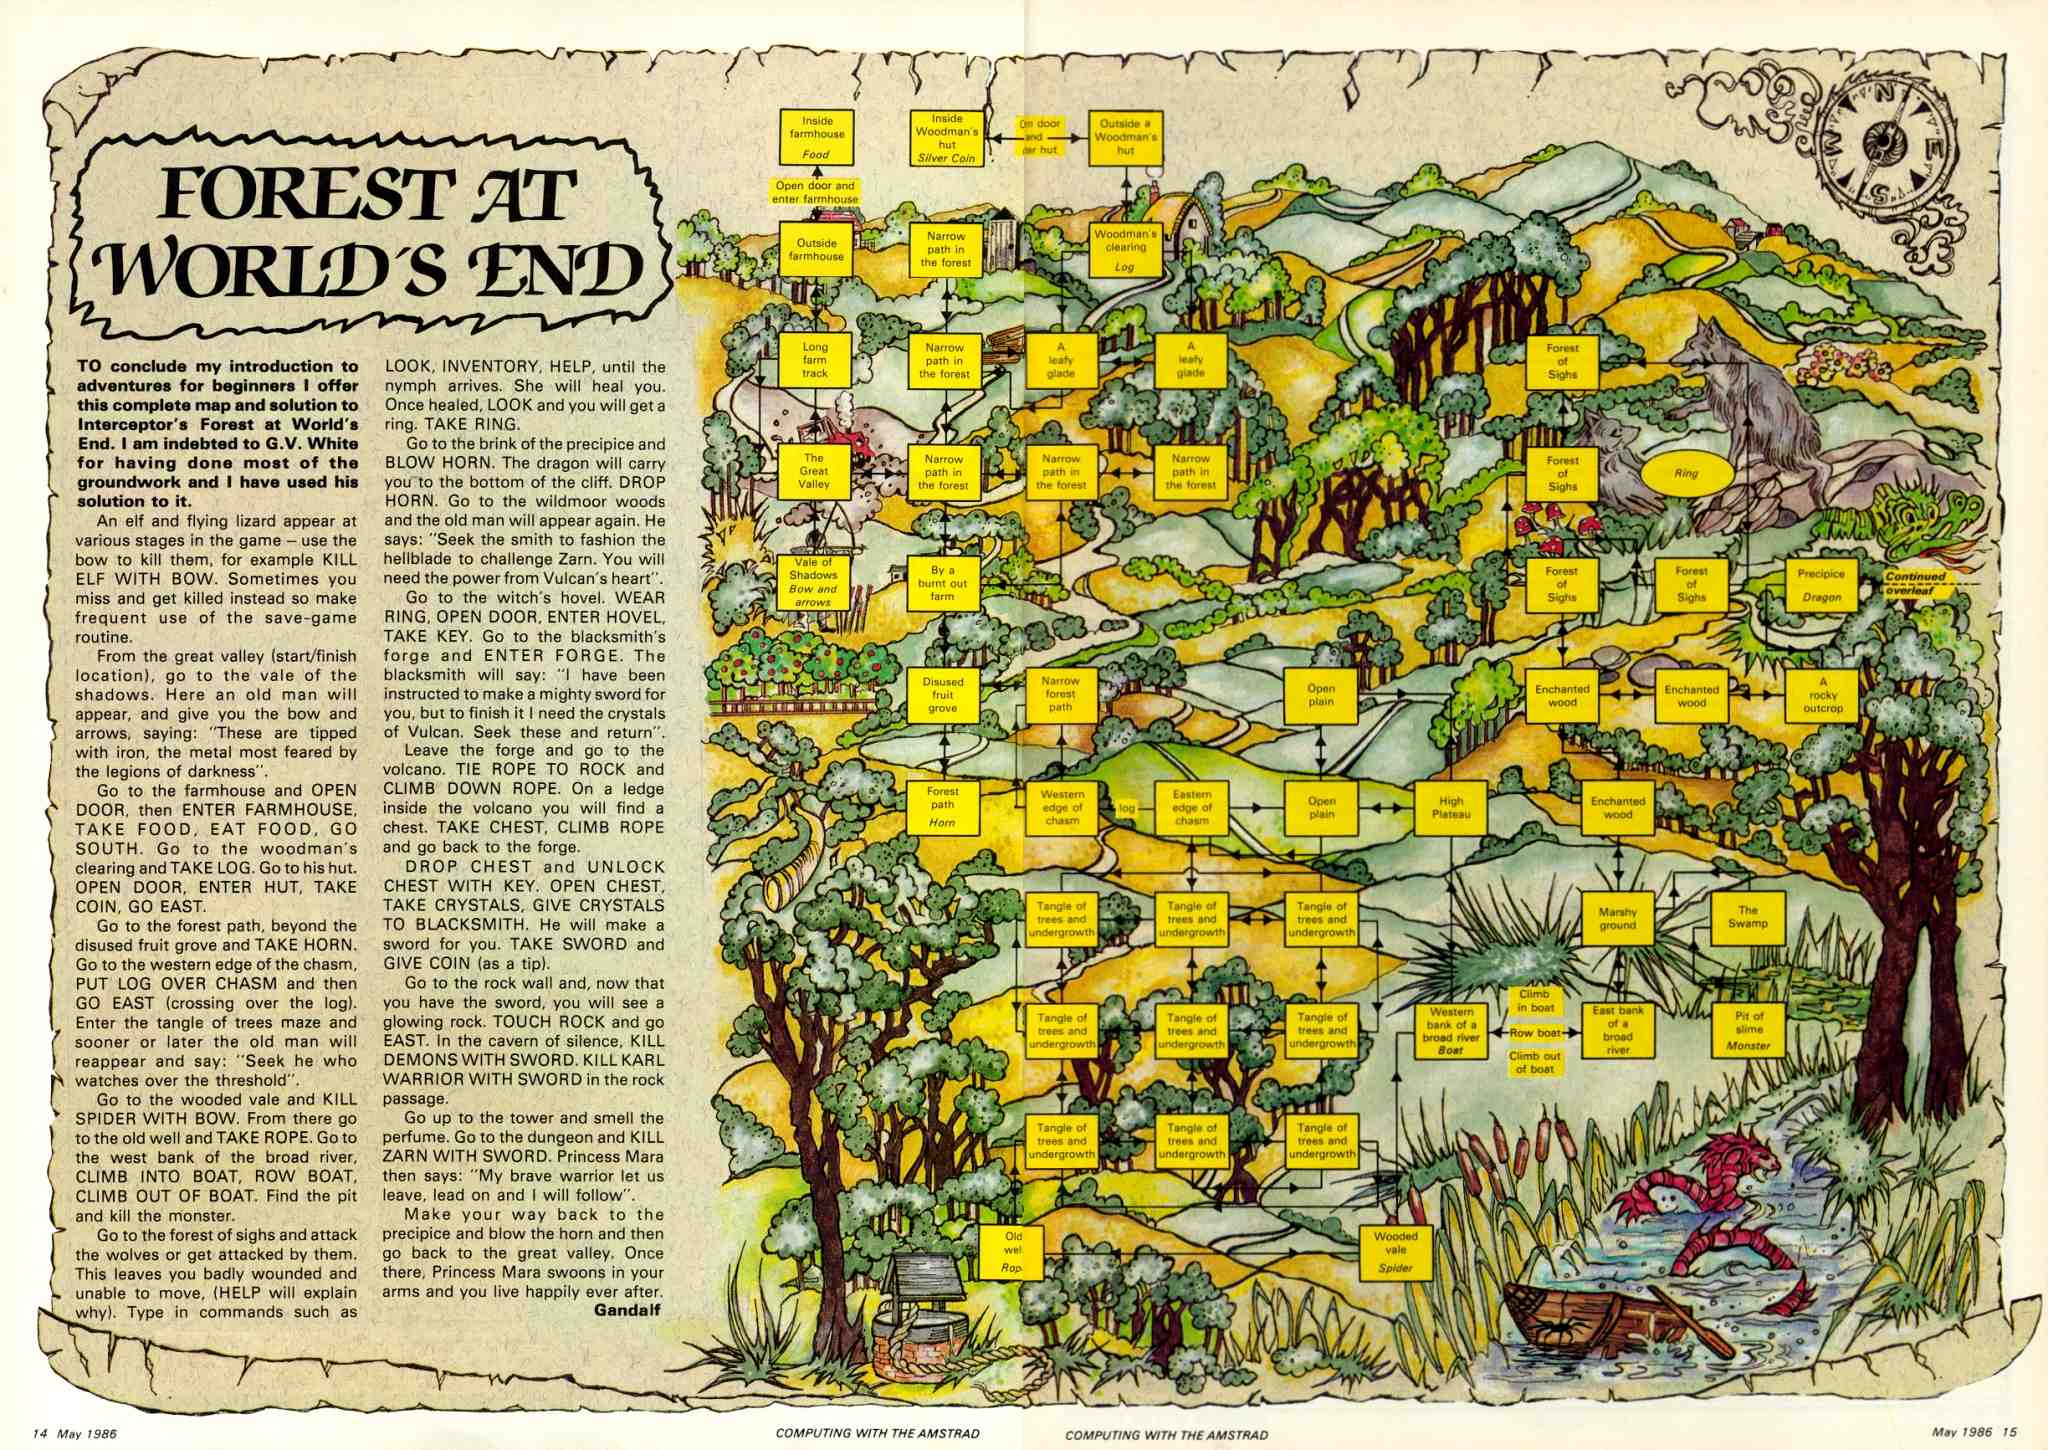 FOREST AT
WORLD'S END
TO conclude my introduction to
adventures for beginners I offer
this complete map and solution to
Interceptor's Forest at World's
End. I am indebted to G.V. White
for having done most of the
groundwork and I have used his
solution to it.
An elf and flying lizard appear at
various stages in the game – use the
bow to kill them, for example KILL
ELF WITH BOW. Sometimes you
miss and get killed instead so make
frequent use of the save-game
routine.
From the great valley (start/finish
location), go to the vale of the
shadows. Here an old man will
appear, and give you the bow and
arrows, saying: "These are tipped
with iron, the metal most feared by
the legions of darkness".
Go to the farmhouse and OPEN
DOOR, then ENTER FARMHOUSE,
TAKE FOOD, EAT FOOD, GO
SOUTH. Go to the woodman's
clearing and TAKE LOG. Go to his hut.
OPEN DOOR, ENTER HUT, TAKE
COIN, GO EAST.
Go to the forest path, beyond the
disused fruit grove and TAKE HORN.
Go to the western edge of the chasm,
PUT LOG OVER CHASM and then
GO EAST (crossing over the log).
Enter the tangle of trees maze and
sooner or later the old man will
reappear and say: "Seek he who
watches over the threshold".
Go to the wooded vale and KILL
SPIDER WITH BOW. From there go
to the old well and TAKE ROPE. Go to
the west bank of the broad river,
CLIMB INTO BOAT, ROW BOAT,
CLIMB OUT OF BOAT. Find the pit
and kill the monster.
Go to the forest of sighs and attack
the wolves or get attacked by them.
This leaves you badly wounded and
unable to move, (HELP will explain
why). Type in commands such as
LOOK, INVENTORY, HELP, until the
nymph arrives. She will heal you.
Once healed, LOOK and you will get a
ring. TAKE RING.
Go to the brink of the precipice and
BLOW HORN. The dragon will carry
you to the bottom of the cliff. DROP
HORN. Go to the wildmoor woods
and the old man will appear again. He
says: "Seek the smith to fashion the
hellblade to challenge Zarn. You will
need the power from Vulcan's heart".
Go to the witch's hovel. WEAR
RING, OPEN DOOR, ENTER HOVEL,
TAKE KEY. Go to the blacksmith's
forge and ENTER FORGE. The
blacksmith will say: "I have been
instructed to make a mighty sword for
you, but to finish it I need the crystals
of Vulcan. Seek these and return".
Leave the forge and go to the
volcano. TIE ROPE TO ROCK and
CLIMB DOWN ROPE. On a ledge
inside the volcano you will find a
chest. TAKE CHEST, CLIMB ROPE
and go back to the forge.
DROP CHEST and UNLOCK
CHEST WITH KEY. OPEN CHEST,
TAKE CRYSTALS, GIVE CRYSTALS
TO BLACKSMITH. He will make a
sword for you. TAKE SWORD and
GIVE COIN (as a tip).
Go to the rock wall and, now that
you have the sword, you will see a
glowing rock. TOUCH ROCK and go
EAST. In the cavern of silence, KILL
DEMONS WITH SWORD. KILL KARL
WARRIOR WITH SWORD in the rock
passage.
Go up to the tower and smell the
perfume. Go to the dungeon and KILL
ZARN WITH SWORD. Princess Mara
then says: "My brave warrior let us
leave, lead on and I will follow".
Make your way back to the
precipice and blow the horn and then
go back to the great valley. Once
there, Princess Mara swoons in your
arms and you live happily ever after.
Gandalf
Inside
farmhouse
Food
Inside
Woodman's
hut
Silver Coin
door
and
hut
Outside a
Woodman's
hut
N
E
S
W
Open door and
enter farmhouse
Outside
farmhouse
Narrow
path in
the forest
Woodman's
clearing
Log
Long
farm
track
Narrow
path in
the forest
A
leafy
glade
A
leafy
glade
Forest
of
Sighs
The
Great
Valley
Narrow
path in
the forest
Narrow
path in
the forest
Narrow
path in
the forest
Forest
of
Sighs
Ring
Vale of
Shadows
Bow and
arrows
By a
burnt out
farm
Forest
of
Sighs
Forest
of
Sighs
Precipice
Dragon
Continued
overleaf
Disused
fruit
grove
Narrow
forest
path
Open
plain
Enchanted
wood
Enchanted
wood
A
rocky
outcrop
Forest
path
Horn
Western
edge of
chasm
log
Eastern
edge of
chasm
Open
plain
High
Plateau
Enchanted
wood
Tangle of
trees and
undergrowth
Tangle of
trees and
undergrowth
Tangle of
trees and
undergrowth
Marshy
ground
The
Swamp
Tangle of
trees and
undergrowth
Tangle of
trees and
undergrowth
Tangle of
trees and
undergrowth
Western
bank of a
broad river
Boat
Climb
in boat
Row boat
Climb out
of boat
East bank
of a
broad
river
Pit of
slime
Monster
Tangle of
trees and
undergrowth
Tangle of
trees and
undergrowth
Tangle of
trees and
undergrowth
Old
Wooded
vale
Spider
14 May 1986
COMPUTING WITH THE AMSTRAD
COMPUTING WITH THE AMSTRAD
May 1986 15